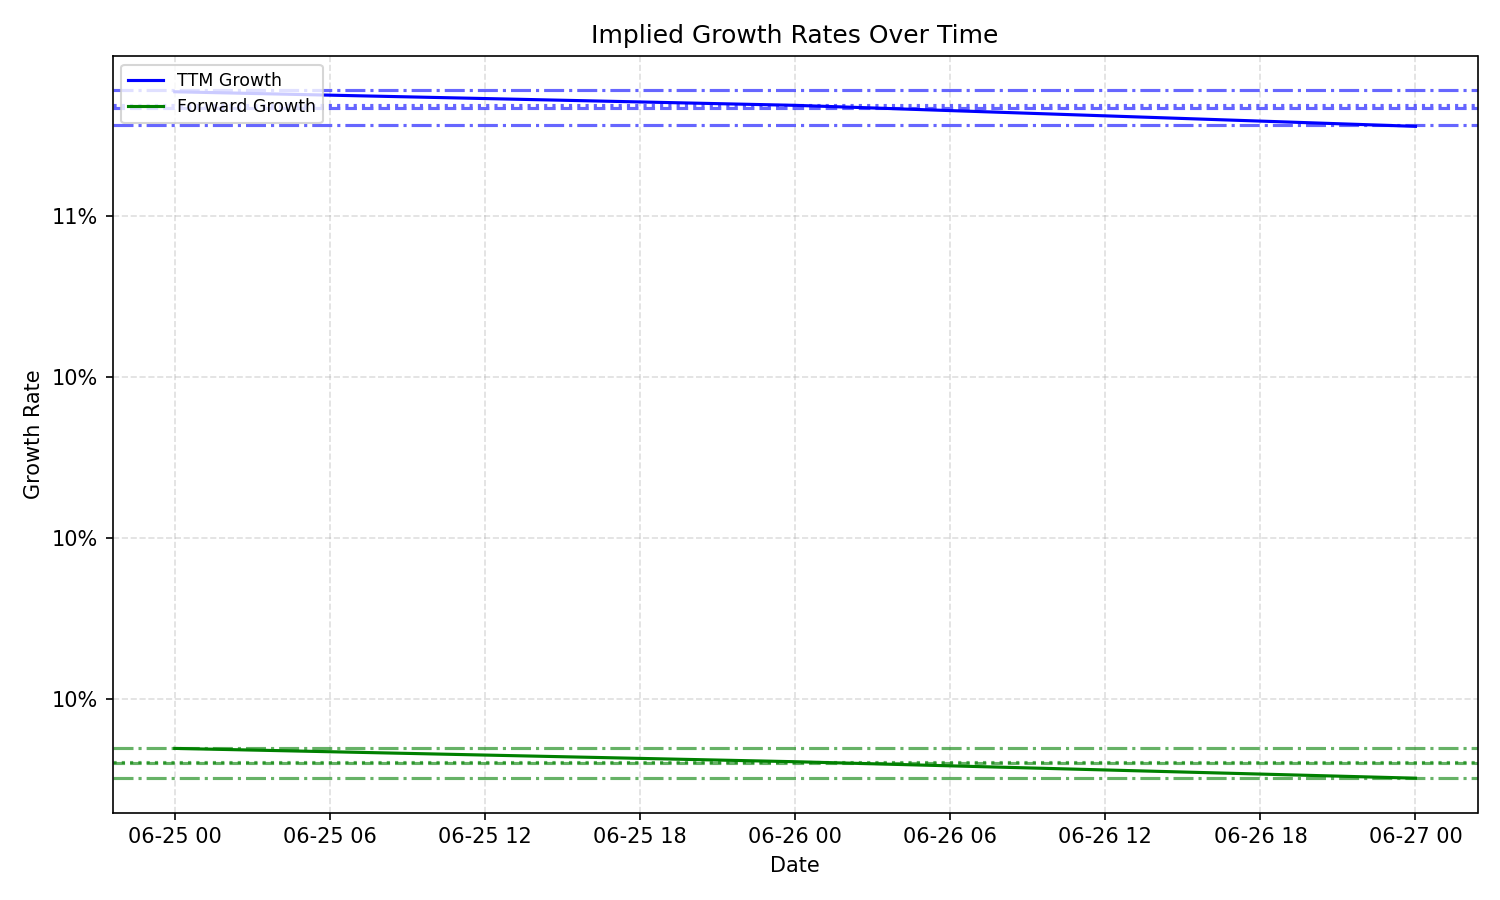 Implied Growth Rates Over Time
TTM Growth
Forward Growth
11%
10%
10%
10%
Growth Rate
06-25 00
06-25 06
06-25 12
06-25 18
06-26 00
06-26 06
06-26 12
06-26 18
06-27 00
Date